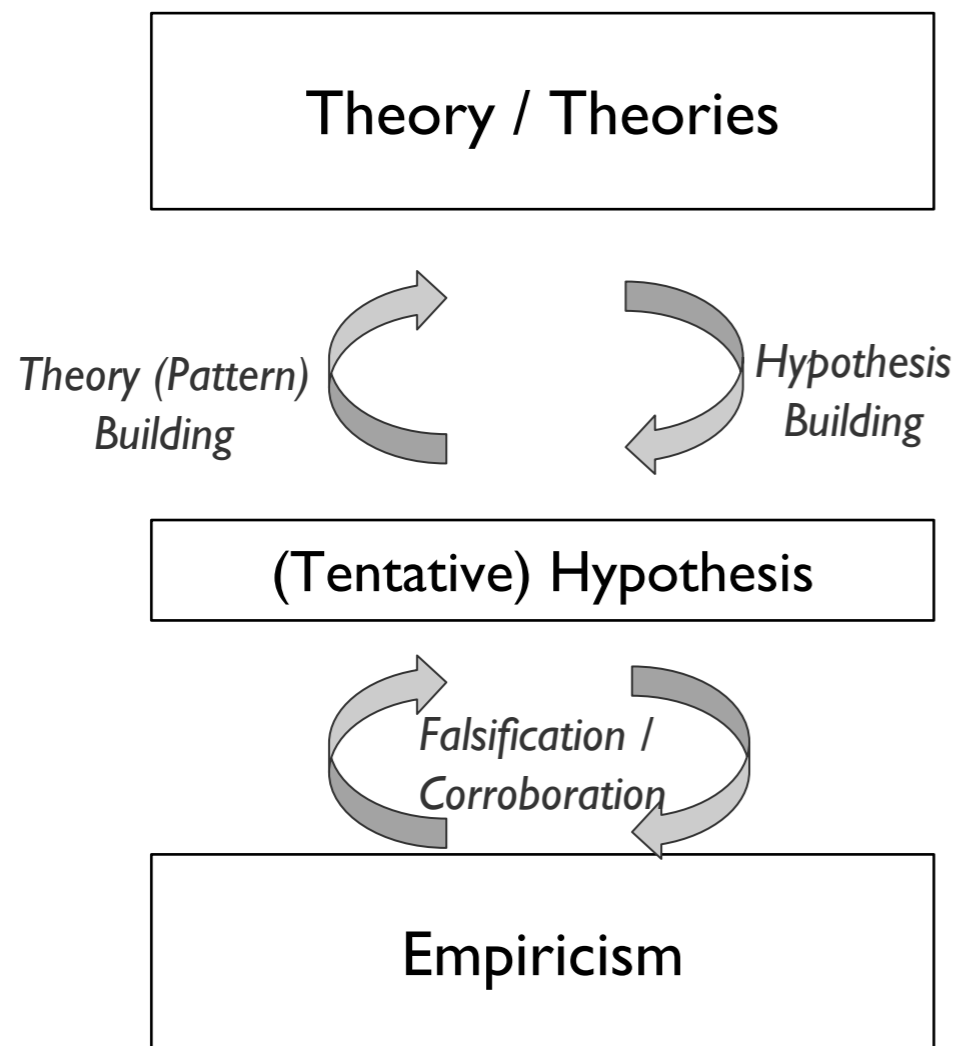 Theory / Theories
Theory (Pattern)
Building
Hypothesis
Building
(Tentative) Hypothesis
Falsification /
Corroboration
Empiricism